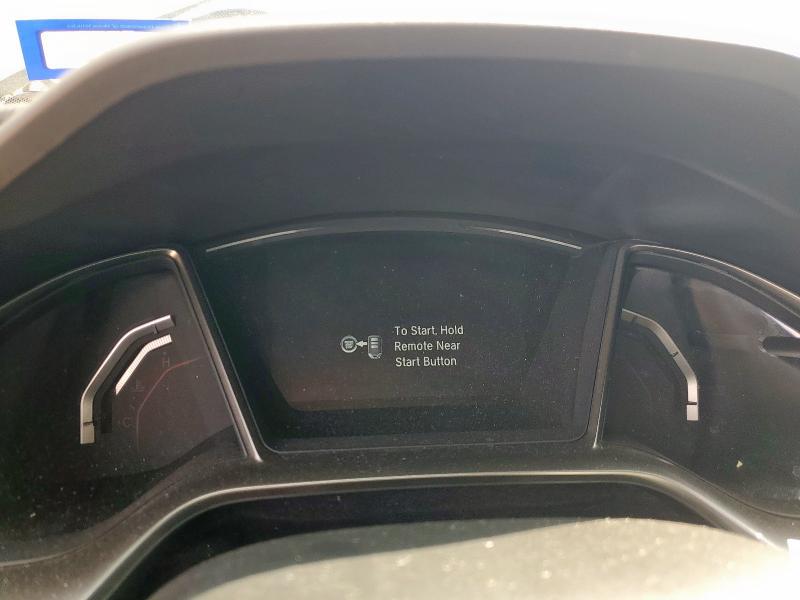 To Start, Hold
Remote Near
Start Button
H
C